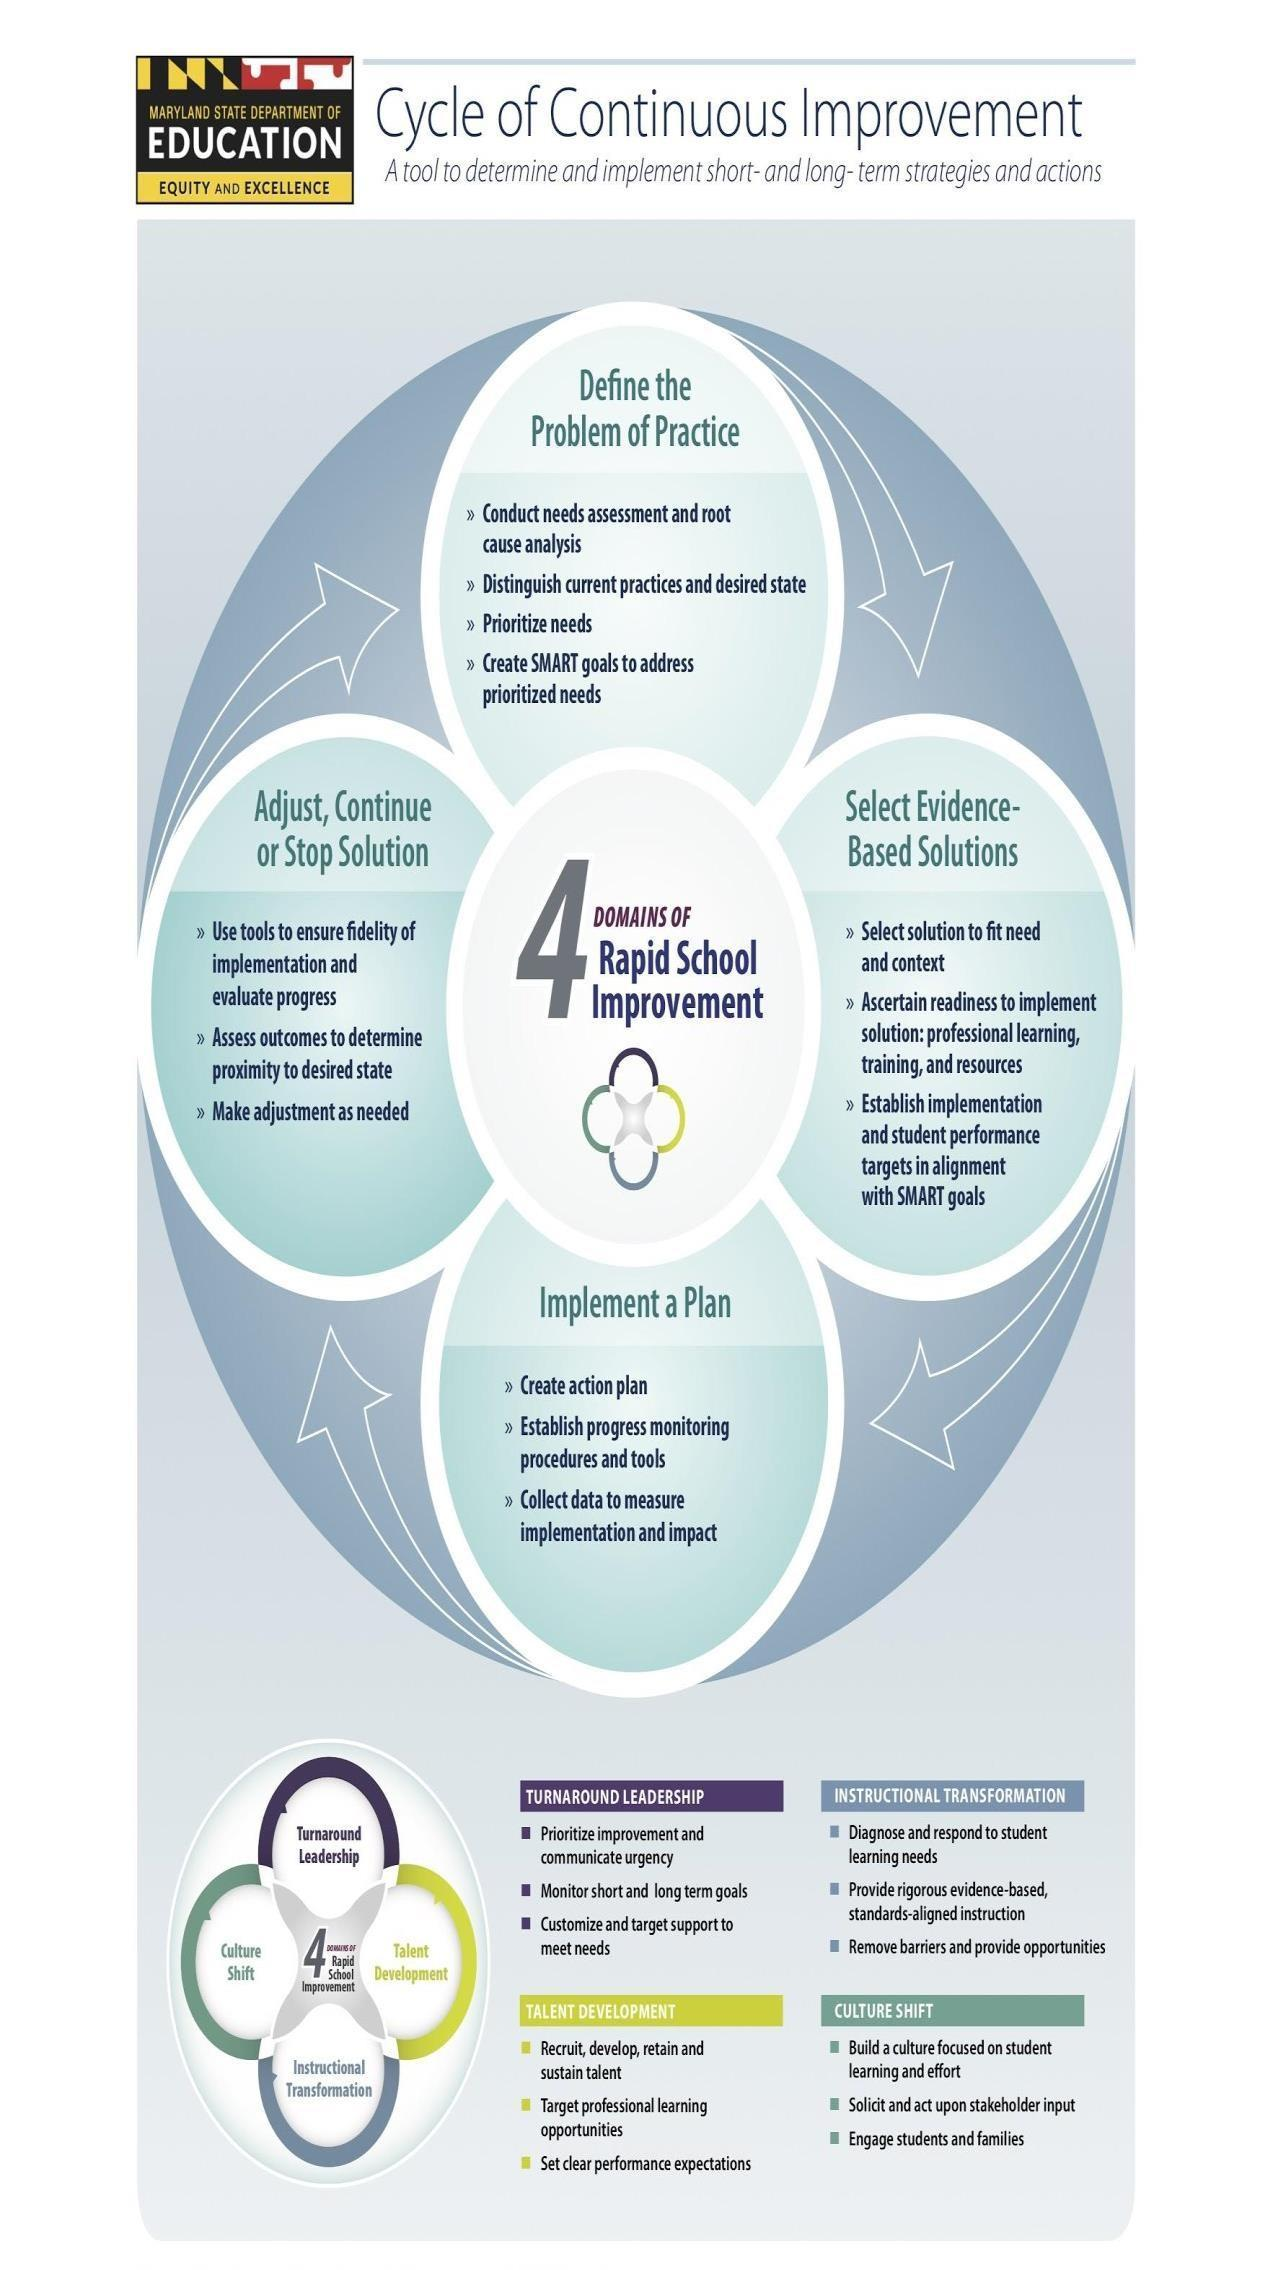 MARYLAND STATE DEPARTMENT OF
EDUCATION
EQUITY AND EXCELLENCE
Cycle of Continuous Improvement
A tool to determine and implement short- and long- term strategies and actions
Define the
Problem of Practice
» Conduct needs assessment and root
cause analysis
» Distinguish current practices and desired state
» Prioritize needs
» Create SMART goals to address
prioritized needs
Adjust, Continue
or Stop Solution
» Use tools to ensure fidelity of
implementation and
evaluate progress
» Assess outcomes to determine
proximity to desired state
» Make adjustment as needed
4 DOMAINS OF
Rapid School
Improvement
Select Evidence-
Based Solutions
» Select solution to fit need
and context
» Ascertain readiness to implement
solution: professional learning,
training, and resources
» Establish implementation
and student performance
targets in alignment
with SMART goals
Implement a Plan
» Create action plan
» Establish progress monitoring
procedures and tools
» Collect data to measure
implementation and impact
Turnaround
Leadership
Culture
Shift
4 DOMAINS OF
Rapid
School
Improvement
Talent
Development
Instructional
Transformation
TURNAROUND LEADERSHIP
Prioritize improvement and
communicate urgency
Monitor short and long term goals
Customize and target support to
meet needs
INSTRUCTIONAL TRANSFORMATION
Diagnose and respond to student
learning needs
Provide rigorous evidence-based,
standards-aligned instruction
Remove barriers and provide opportunities
TALENT DEVELOPMENT
Recruit, develop, retain and
sustain talent
Target professional learning
opportunities
Set clear performance expectations
CULTURE SHIFT
Build a culture focused on student
learning and effort
Solicit and act upon stakeholder input
Engage students and families